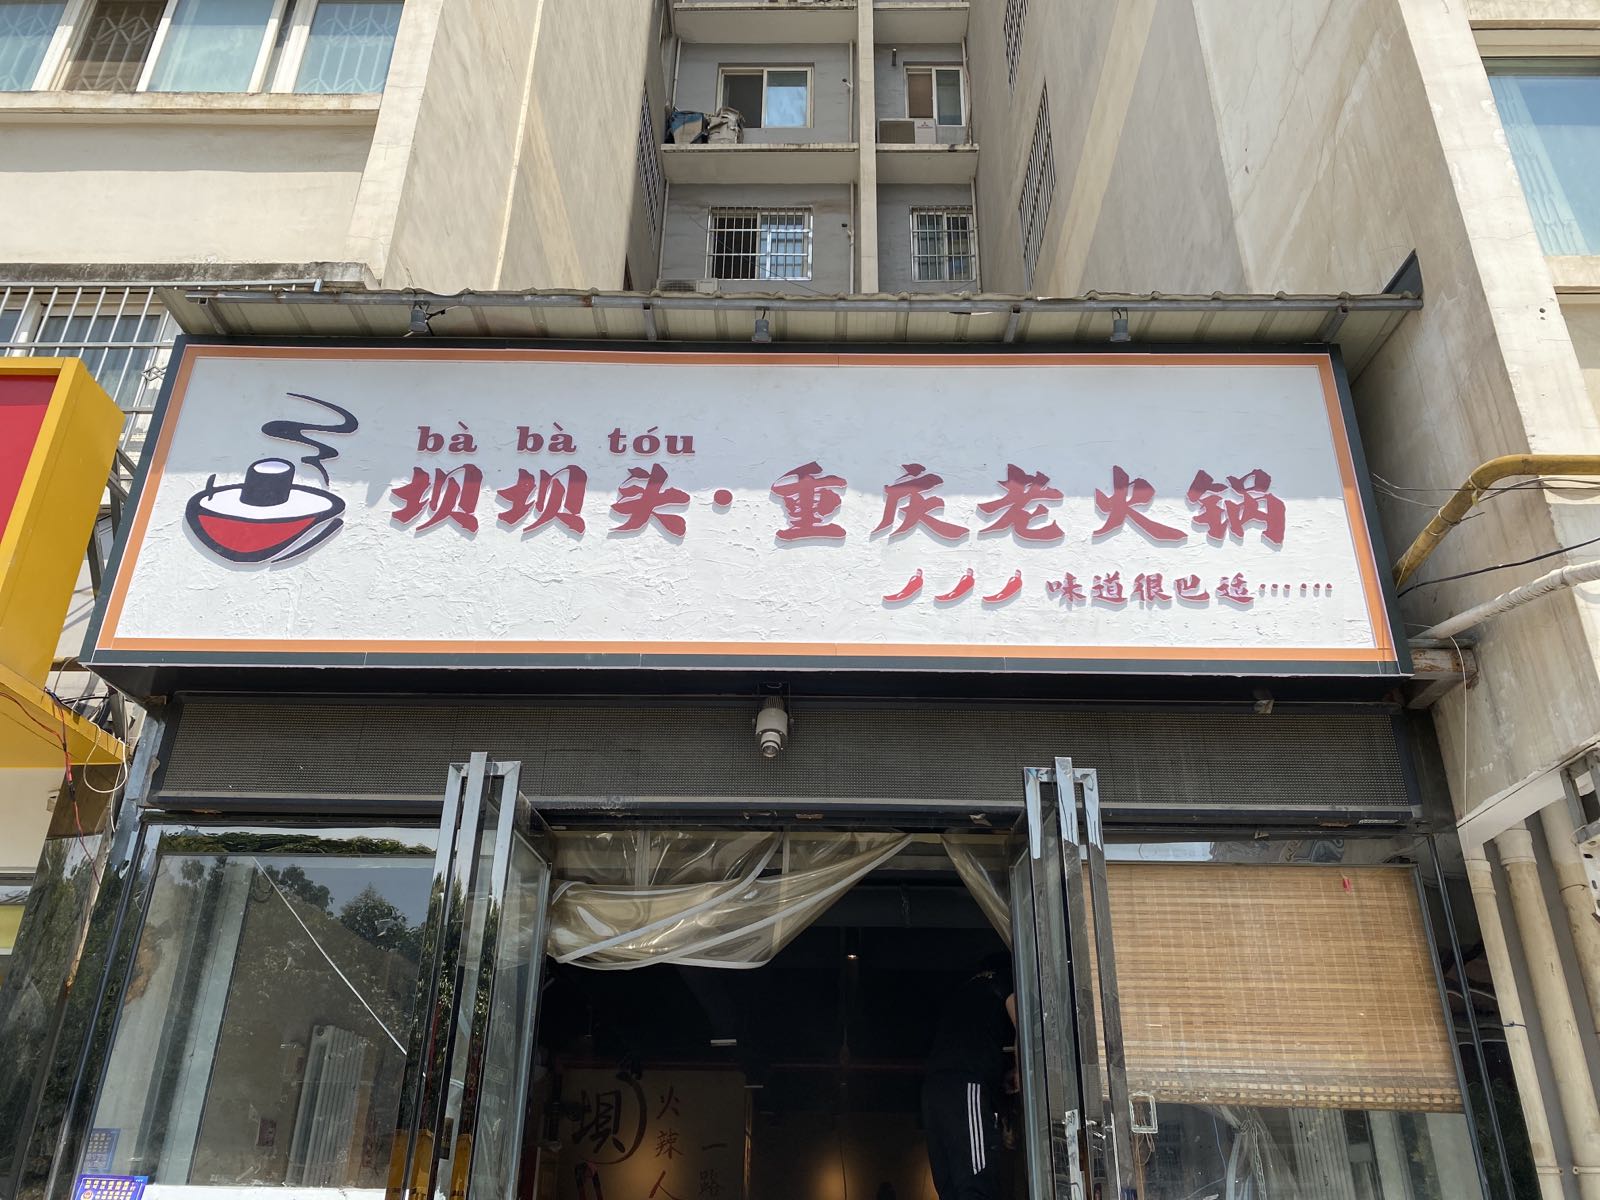 bà bà tóu
坝坝头·重庆老火锅
味道很巴适……
坝
火辣人
一路